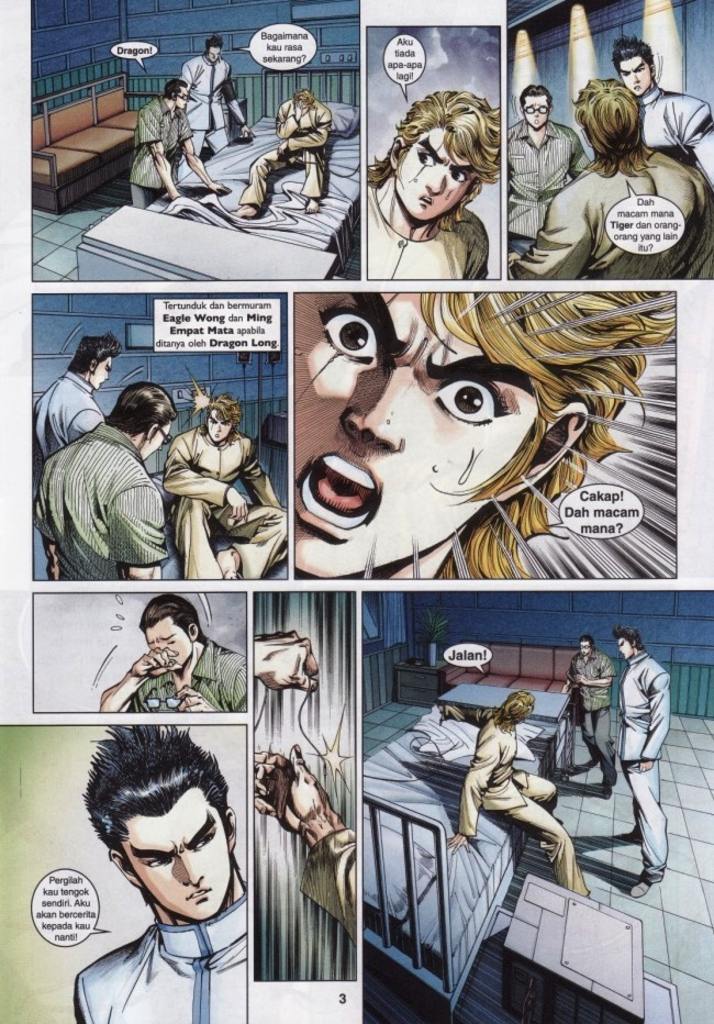 Dragon!
Bagaimana
kau rasa
sekarang?
Aku
tiada
apa-apa
lagi!
Dah
macam mana
Tiger dan orang-
orang yang lain
itu?
Tertunduk dan bermuram
Eagle Wong dan Ming
Empat Mata apabila
ditanya oleh Dragon Long.
Cakap!
Dah macam
mana?
Pergilah
kau tengok
sendiri. Aku
akan bercerita
kepada kau
nanti!
Jalan!
3